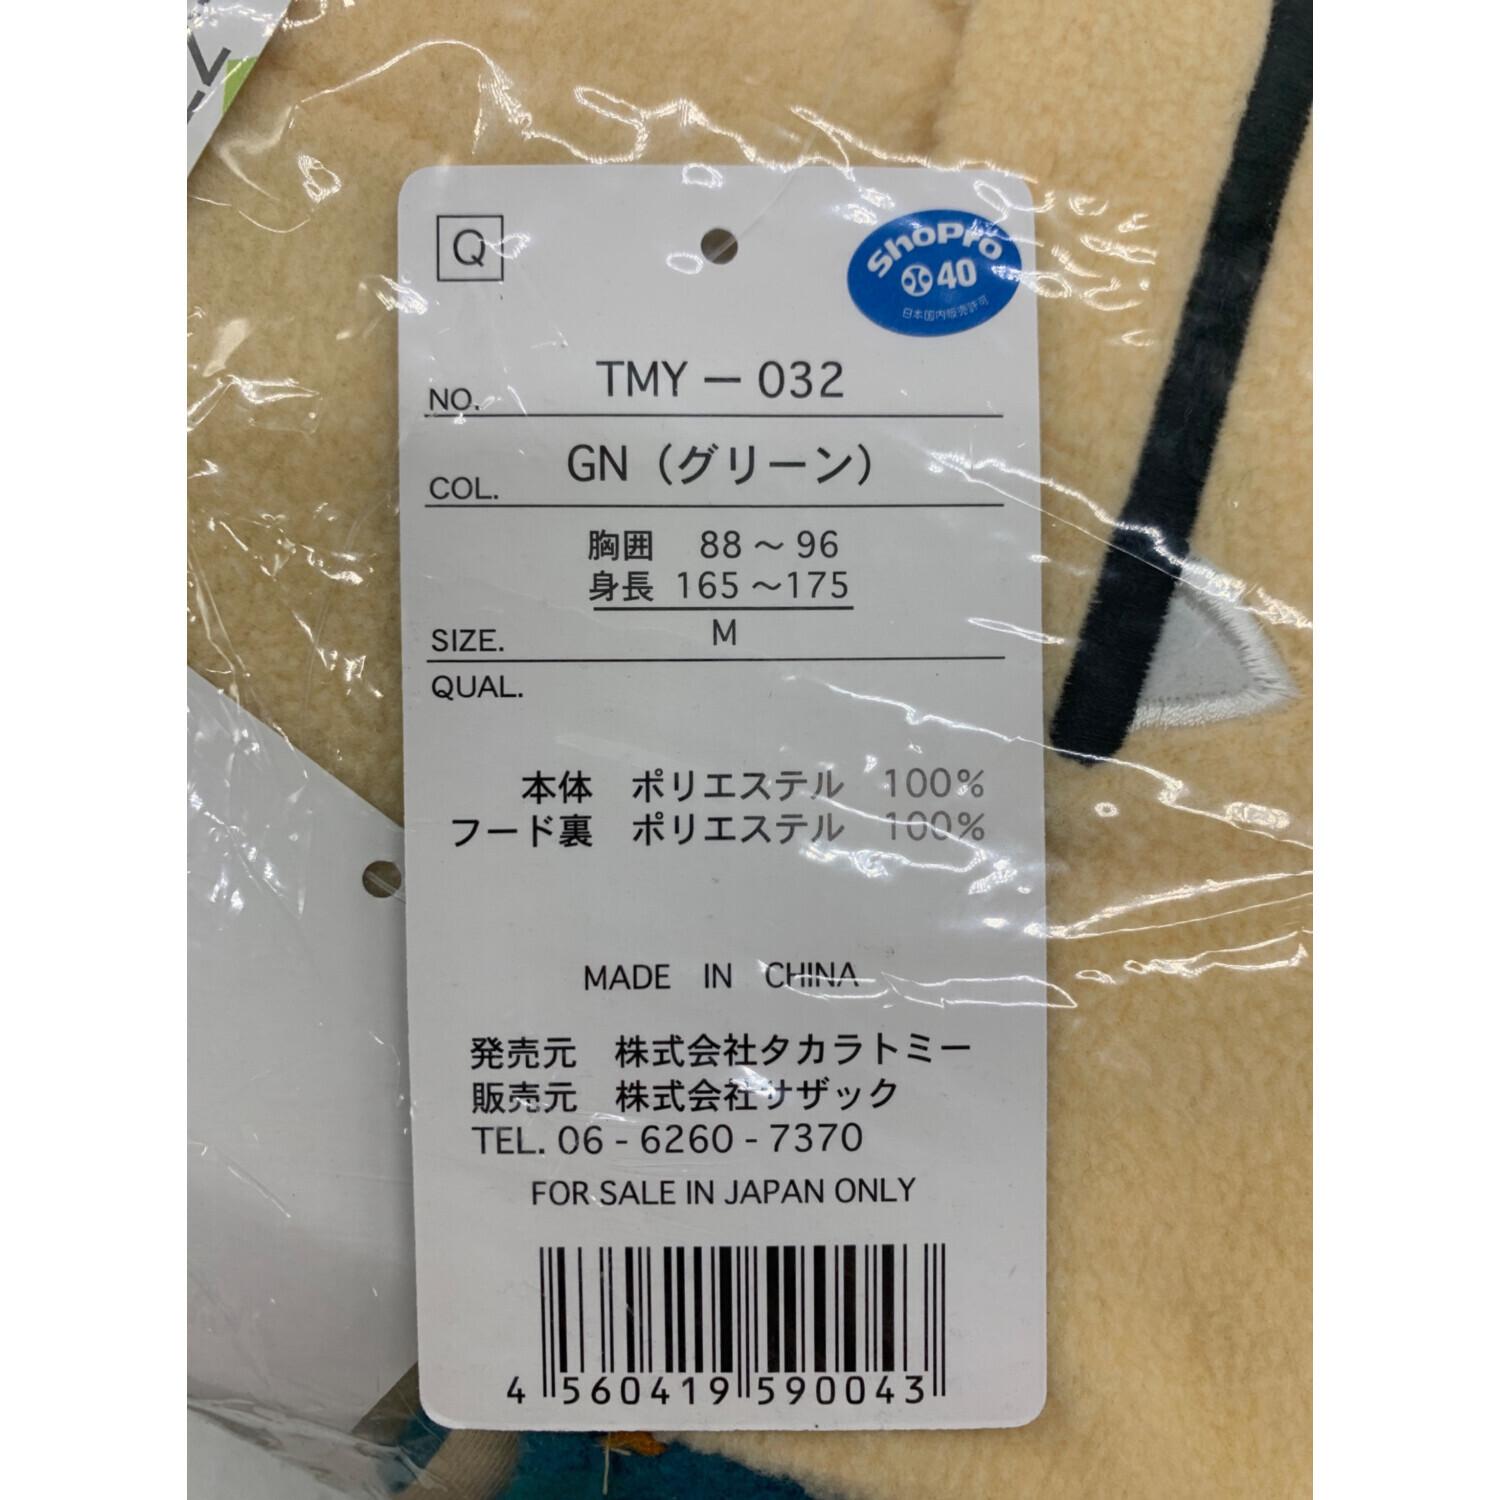 Q
ShoPro
40
日本国内販売許可
NO. TMY－032
COL. GN（グリーン）
胸囲 88～96
身長 165～175
SIZE. M
QUAL.
本体 ポリエステル 100%
フード裏 ポリエステル 100%
MADE IN CHINA
発売元 株式会社タカラトミー
販売元 株式会社サザック
TEL. 06-6260-7370
FOR SALE IN JAPAN ONLY
4 560419 590043